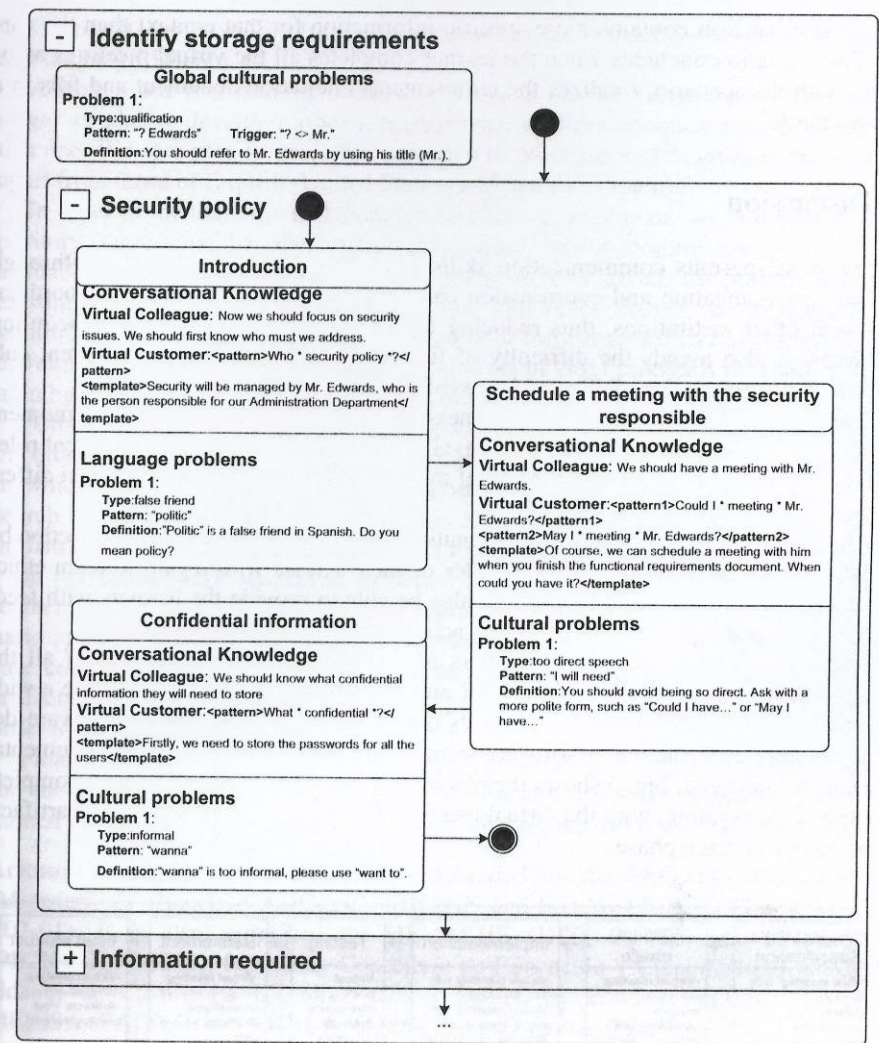 - Identify storage requirements
Global cultural problems
Problem 1:
Type:qualification
Pattern: "? Edwards" Trigger: "? <> Mr."
Definition:You should refer to Mr. Edwards by using his title (Mr.).
- Security policy
Introduction
Conversational Knowledge
Virtual Colleague: Now we should focus on security
issues. We should first know who must we address.
Virtual Customer:<pattern>Who * security policy *?</
pattern>
<template>Security will be managed by Mr. Edwards, who is
the person responsible for our Administration Department</
template>
Language problems
Problem 1:
Type:false friend
Pattern: "politic"
Definition:"Politic" is a false friend in Spanish. Do you
mean policy?
Schedule a meeting with the security
responsible
Conversational Knowledge
Virtual Colleague: We should have a meeting with Mr.
Edwards.
Virtual Customer:<pattern1>Could I * meeting * Mr.
Edwards?</pattern1>
<pattern2>May I * meeting * Mr. Edwards?</pattern2>
<template>Of course, we can schedule a meeting with him
when you finish the functional requirements document. When
could you have it?</template>
Cultural problems
Problem 1:
Type:too direct speech
Pattern: "I will need"
Definition:You should avoid being so direct. Ask with a
more polite form, such as "Could I have..." or "May I
have..."
Confidential information
Conversational Knowledge
Virtual Colleague: We should know what confidential
information they will need to store
Virtual Customer:<pattern>What * confidential *?</
pattern>
<template>Firstly, we need to store the passwords for all the
users</template>
Cultural problems
Problem 1:
Type:informal
Pattern: "wanna"
Definition:"wanna" is too informal, please use "want to".
+ Information required
...